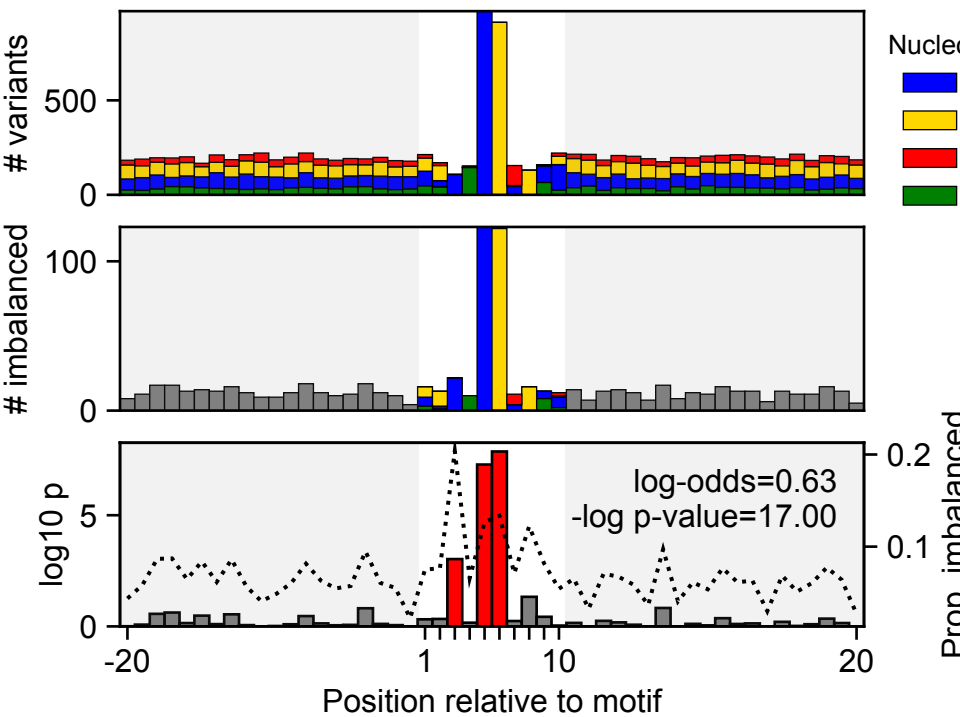 # variants
500
0
Nucleo
# imbalanced
100
0
log10 p
5
0
log-odds=0.63
-log p-value=17.00
0.2
0.1
Prop. imbalanced
-20
1
10
20
Position relative to motif